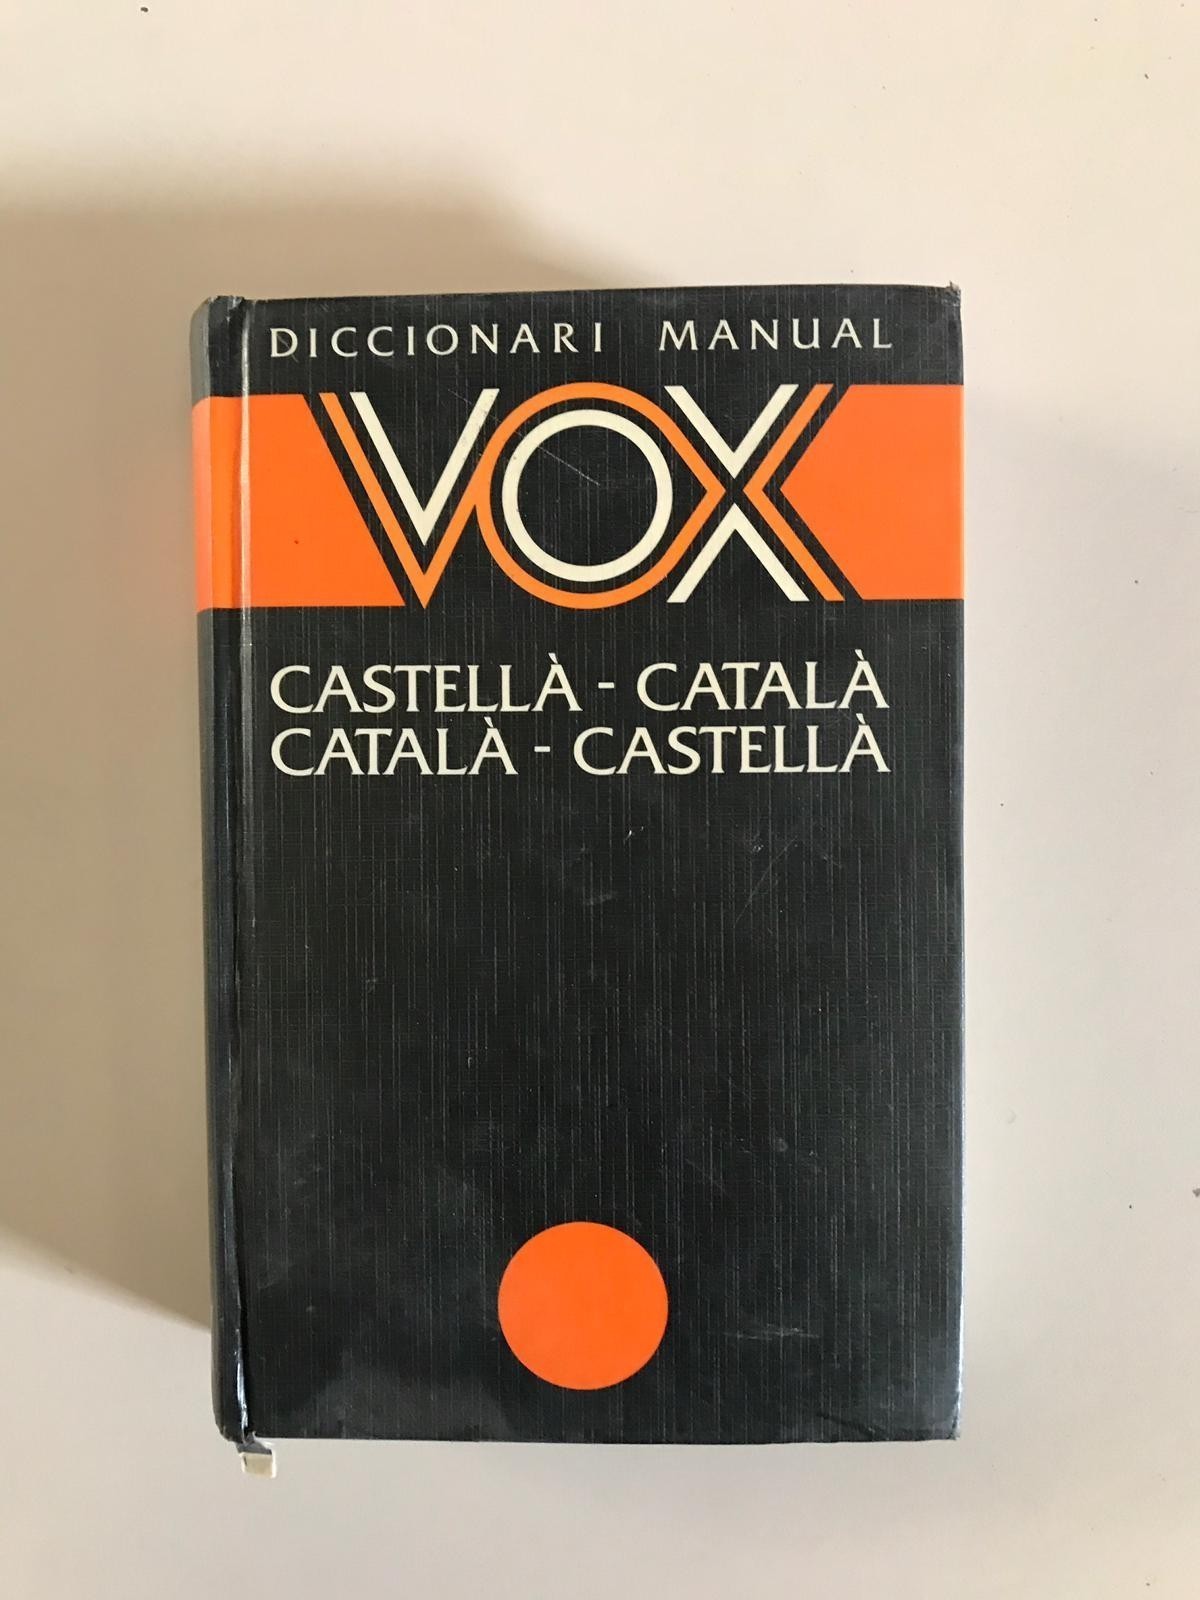 DICCIONARI MANUAL
VOX
CASTELLÀ - CATALÀ
CATALÀ - CASTELLÀ